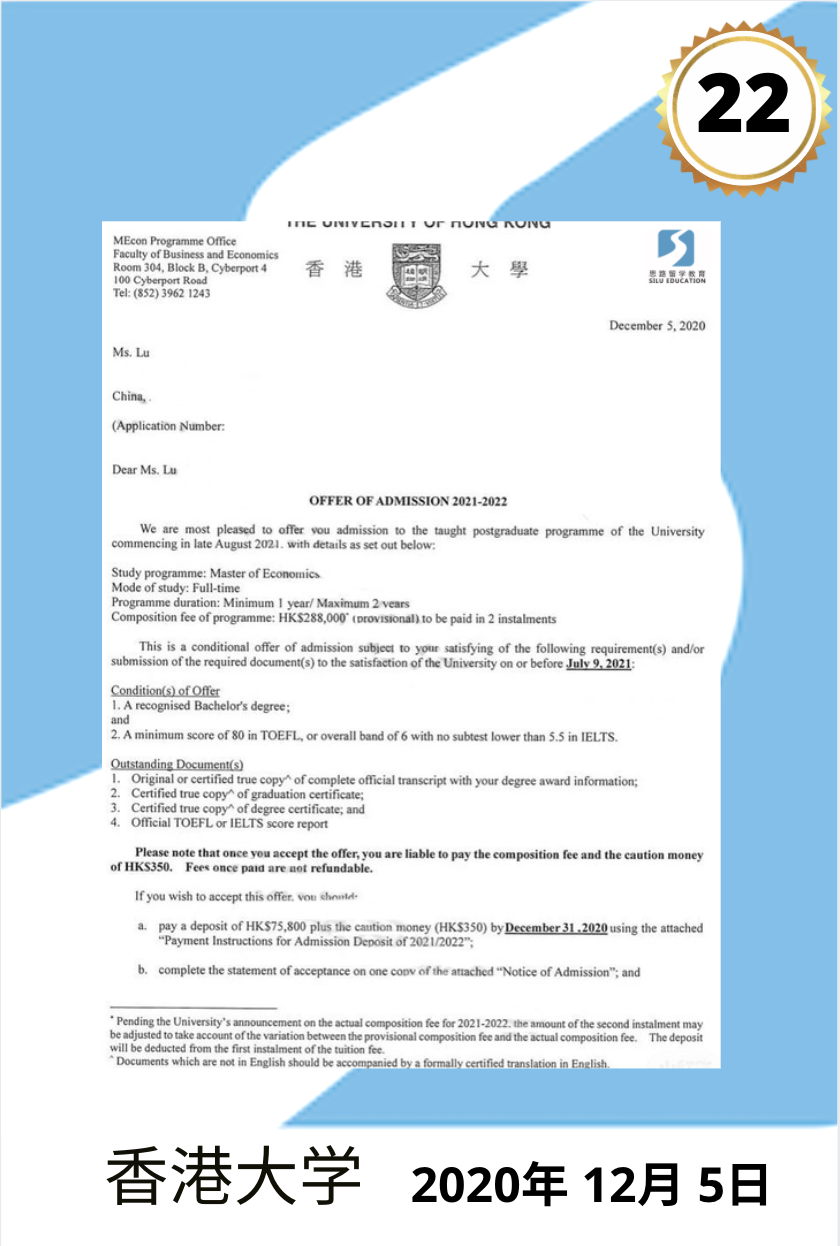 22
THE UNIVERSITY OF HONG KONG
MEcon Programme Office
Faculty of Business and Economics
Room 304, Block B, Cyberport 4
100 Cyberport Road
Tel: (852) 3962 1243
香 港 大 學
思路留学教育
SILU EDUCATION
December 5, 2020
Ms. Lu
China, .
(Application Number:
Dear Ms. Lu
OFFER OF ADMISSION 2021-2022
We are most pleased to offer you admission to the taught postgraduate programme of the University
commencing in late August 2021. with details as set out below:
Study programme: Master of Economics
Mode of study: Full-time
Programme duration: Minimum 1 year/ Maximum 2 years
Composition fee of programme: HK$288,000* (provisional) to be paid in 2 instalments
This is a conditional offer of admission subject to your satisfying of the following requirement(s) and/or
submission of the required document(s) to the satisfaction of the University on or before July 9, 2021:
Condition(s) of Offer
1. A recognised Bachelor's degree;
and
2. A minimum score of 80 in TOEFL, or overall band of 6 with no subtest lower than 5.5 in IELTS.
Outstanding Document(s)
1. Original or certified true copy^ of complete official transcript with your degree award information;
2. Certified true copy^ of graduation certificate;
3. Certified true copy^ of degree certificate; and
4. Official TOEFL or IELTS score report
Please note that once you accept the offer, you are liable to pay the composition fee and the caution money
of HK$350. Fees once paid are not refundable.
If you wish to accept this offer, you should:
a. pay a deposit of HK$75,800 plus the caution money (HK$350) by December 31 ,2020 using the attached
“Payment Instructions for Admission Deposit of 2021/2022”;
b. complete the statement of acceptance on one copy of the attached “Notice of Admission”; and
* Pending the University's announcement on the actual composition fee for 2021-2022, the amount of the second instalment may
be adjusted to take account of the variation between the provisional composition fee and the actual composition fee. The deposit
will be deducted from the first instalment of the tuition fee.
^ Documents which are not in English should be accompanied by a formally certified translation in English.
香港大学 2020年 12月 5日